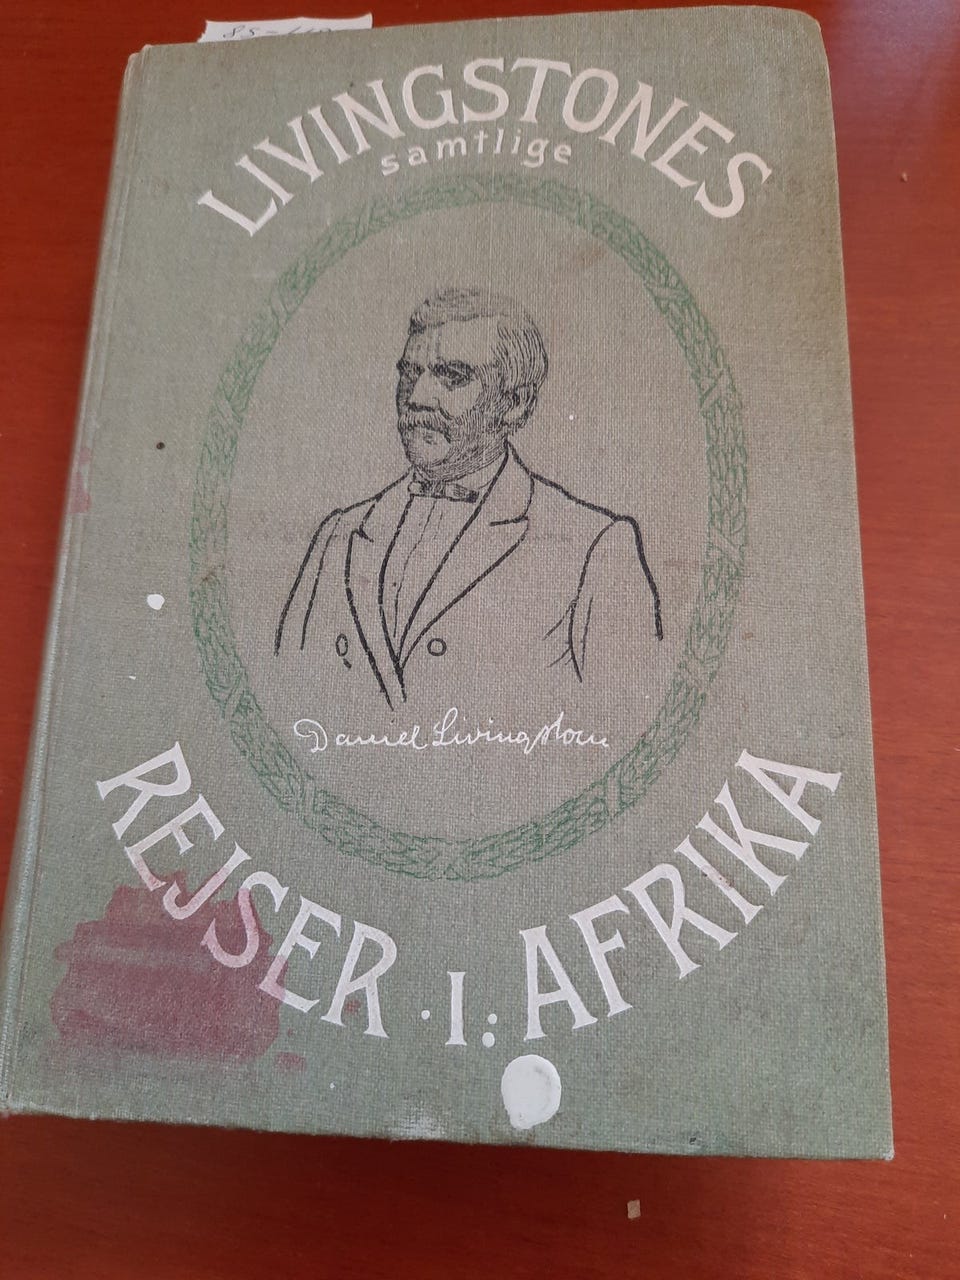 LIVINGSTONES
samtlige
Daniel Livingstone
REJSER · I : AFRIKA